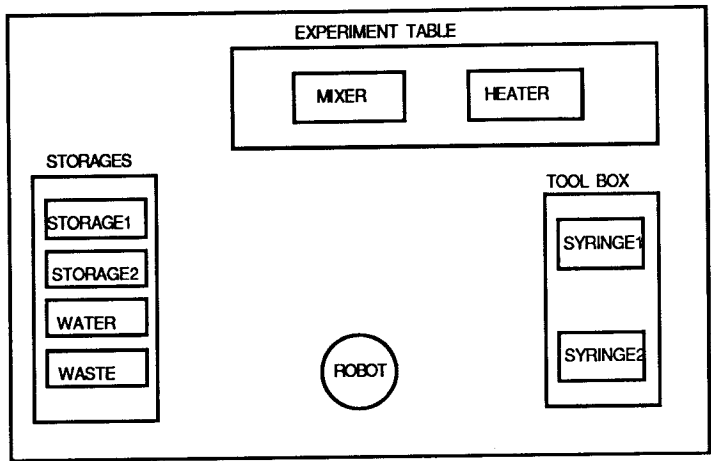 EXPERIMENT TABLE
MIXER
HEATER
STORAGES
STORAGE1
STORAGE2
WATER
WASTE
TOOL BOX
SYRINGE1
SYRINGE2
ROBOT